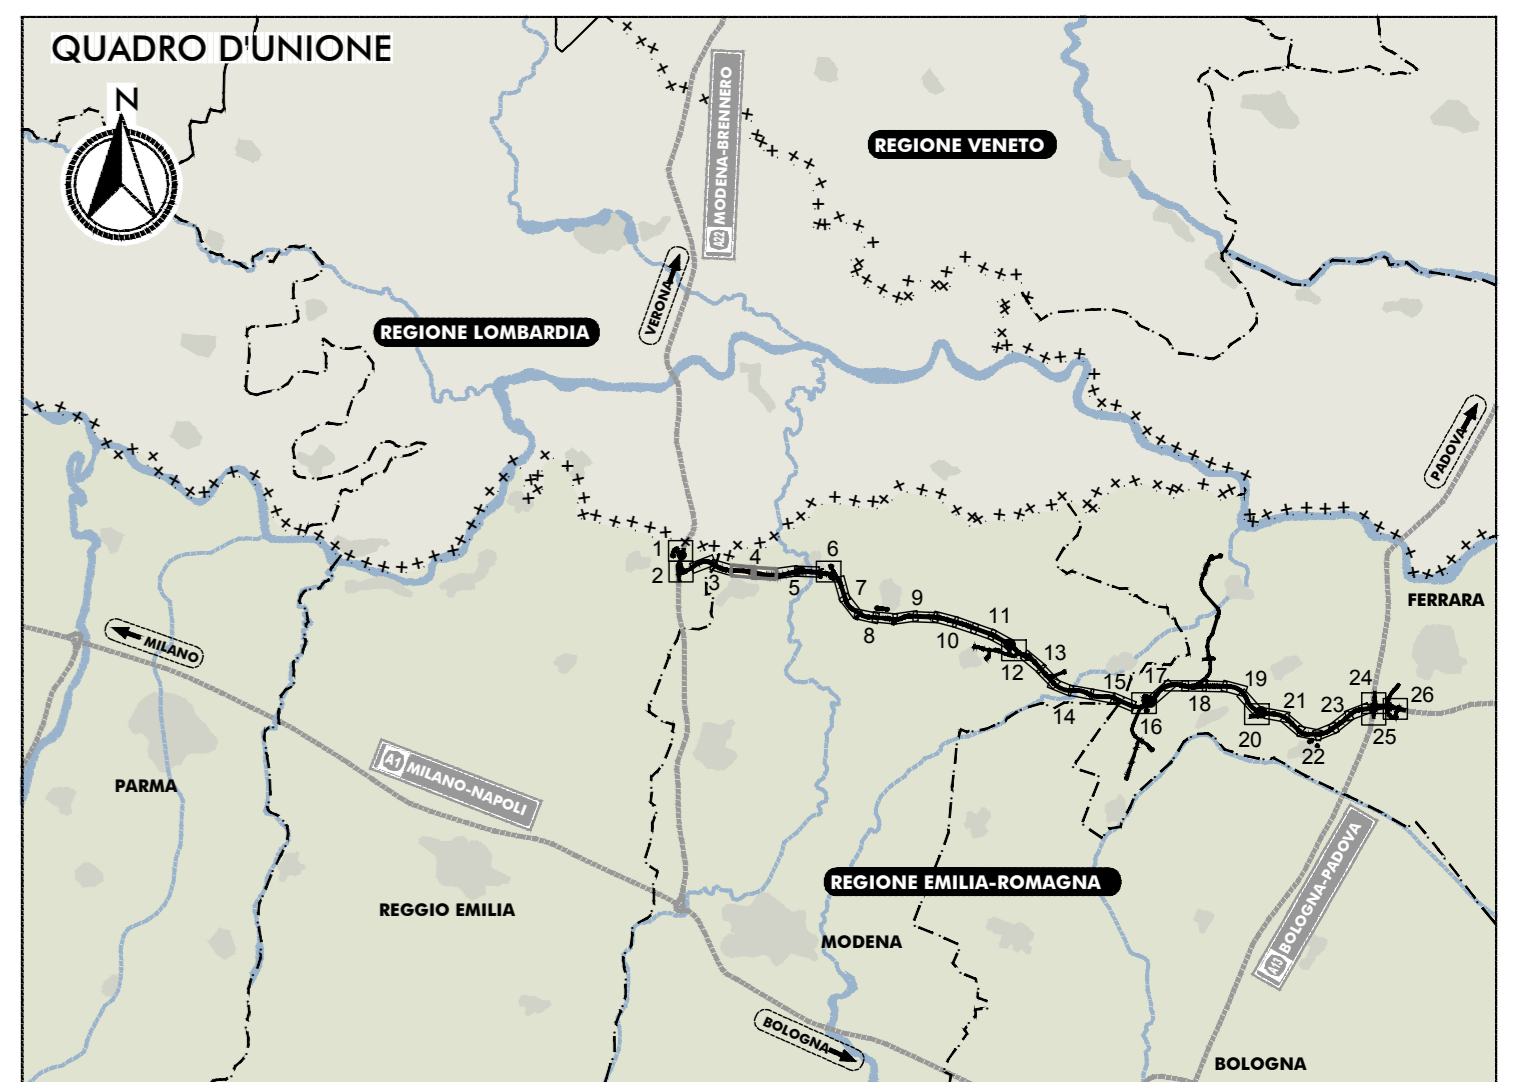 QUADRO D'UNIONE
N
A22 MODENA-BRENNERO
REGIONE VENETO
VERONA
REGIONE LOMBARDIA
PADOVA
1
2
3
4
5
6
7
8
9
10
11
12
13
14
15
16
17
18
19
20
21
22
23
24
25
26
FERRARA
MILANO
A1 MILANO-NAPOLI
PARMA
REGGIO EMILIA
REGIONE EMILIA-ROMAGNA
MODENA
A13 BOLOGNA-PADOVA
BOLOGNA
BOLOGNA